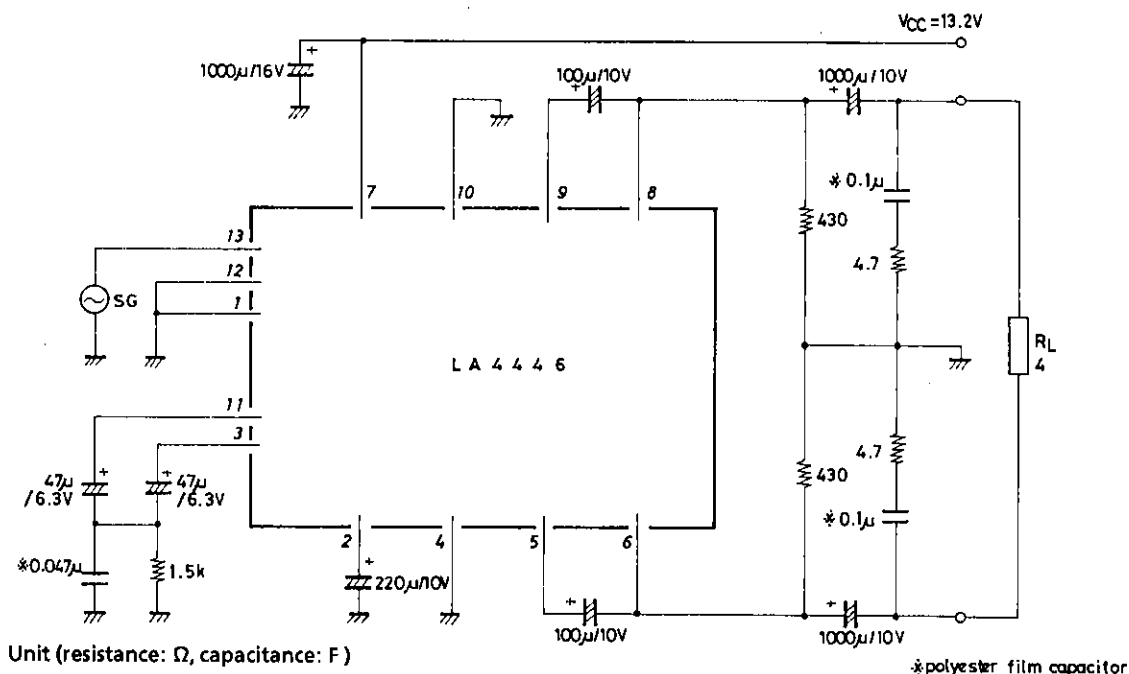 VCC=13.2V
1000μ/16V
100μ/10V
1000μ/10V
7
10
9
8
※0.1μ
430
4.7
13
12
SG
1
LA4446
RL
4
11
3
4.7
430
47μ
/6.3V
47μ
/6.3V
※0.1μ
2
4
5
6
※0.047μ
1.5k
220μ/10V
100μ/10V
1000μ/10V
Unit (resistance: Ω, capacitance: F)
※polyester film capacitor